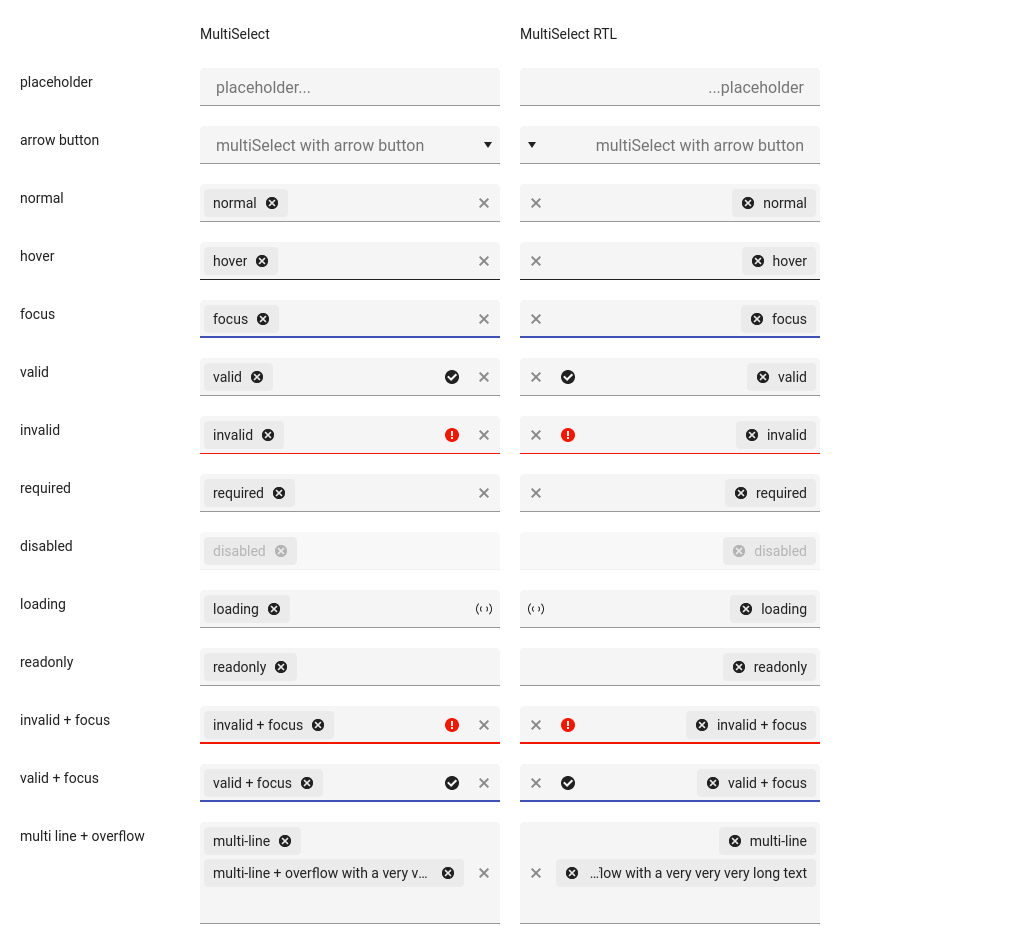 MultiSelect MultiSelect RTL
placeholder placeholder... ...placeholder
arrow button multiSelect with arrow button multiSelect with arrow button
normal normal normal
hover hover hover
focus focus focus
valid valid valid
invalid invalid invalid
required required required
disabled disabled disabled
loading loading loading
readonly readonly readonly
invalid + focus invalid + focus invalid + focus
valid + focus valid + focus valid + focus
multi line + overflow multi-line multi-line
multi-line + overflow with a very v... ...low with a very very very long text